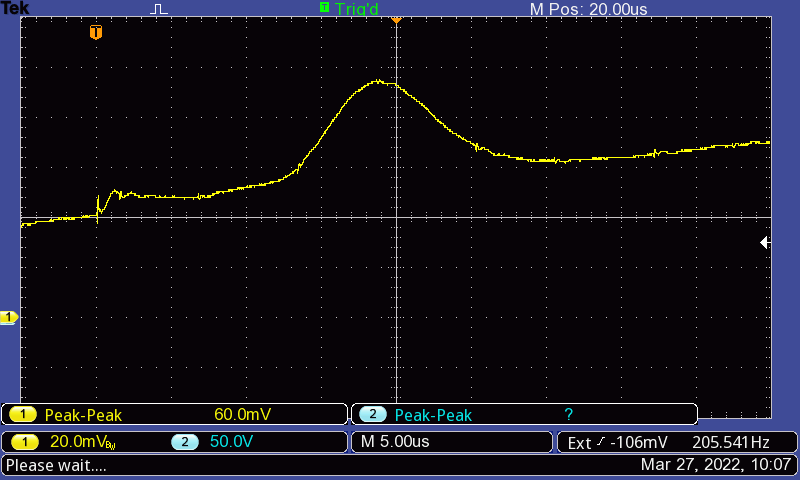 Tek T Trig'd M Pos: 20.00us
T
1
1 Peak-Peak 60.0mV 2 Peak-Peak ?
1 20.0mVBW 2 50.0V M 5.00us Ext -106mV 205.541Hz
Please wait.... Mar 27, 2022, 10:07